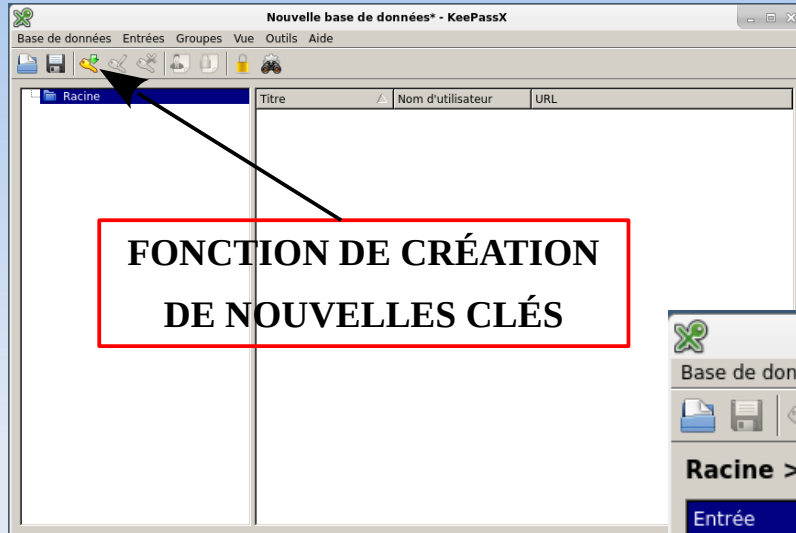 Nouvelle base de données* - KeePassX
Base de données Entrées Groupes Vue Outils Aide
Racine
Titre Nom d'utilisateur URL
FONCTION DE CRÉATION
DE NOUVELLES CLÉS
Base de don
Racine >
Entrée